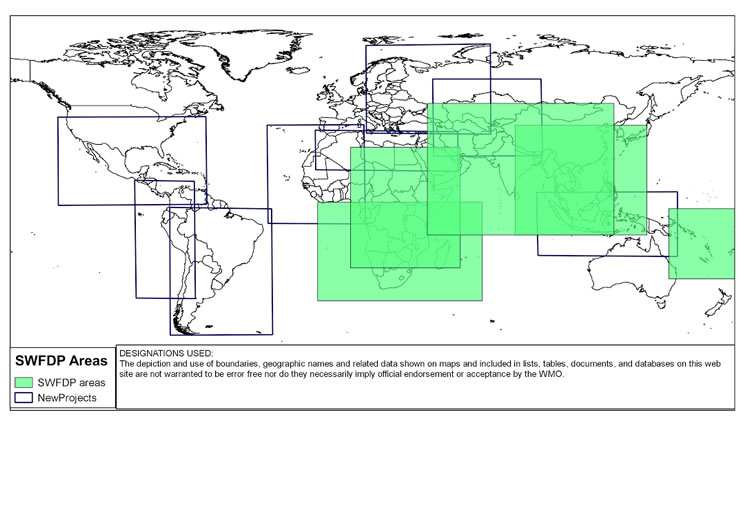 SWFDP Areas
SWFDP areas
NewProjects
DESIGNATIONS USED:
The depiction and use of boundaries, geographic names and related data shown on maps and included in lists, tables, documents, and databases on this web
site are not warranted to be error free nor do they necessarily imply official endorsement or acceptance by the WMO.